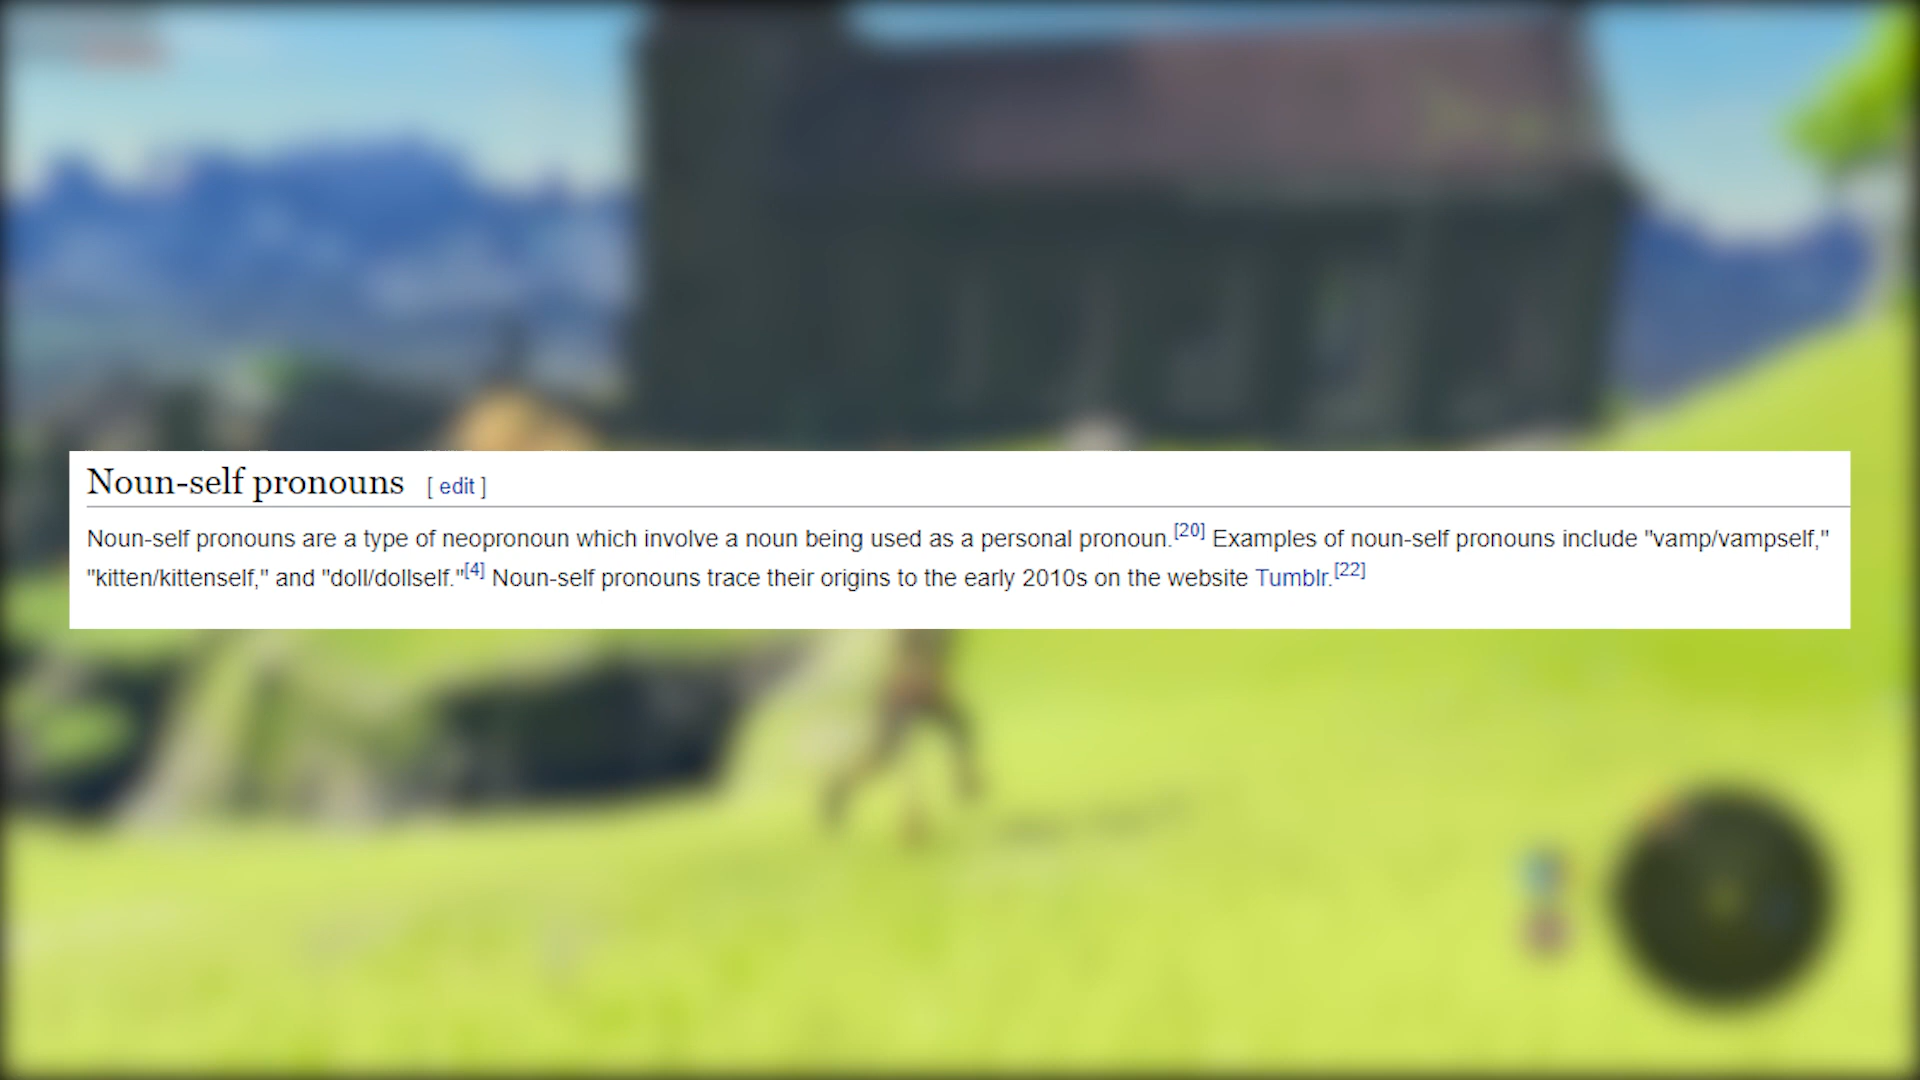 Noun-self pronouns [ edit ]
Noun-self pronouns are a type of neopronoun which involve a noun being used as a personal pronoun.[20] Examples of noun-self pronouns include "vamp/vampself,"
"kitten/kittenself," and "doll/dollself."[4] Noun-self pronouns trace their origins to the early 2010s on the website Tumblr.[22]